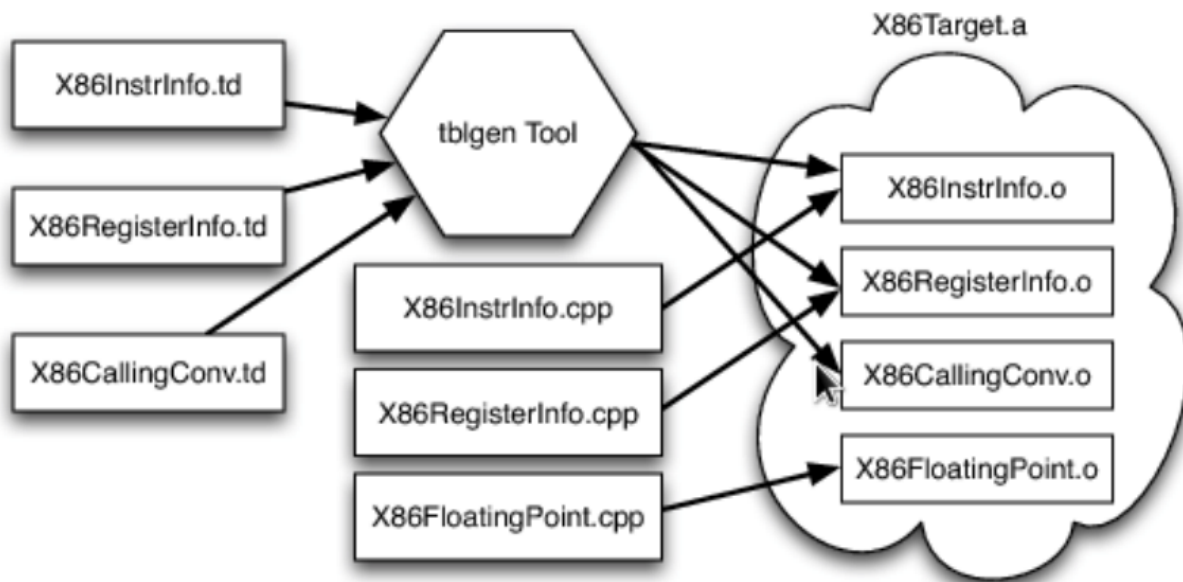 X86Target.a
X86InstrInfo.td
tblgen Tool
X86RegisterInfo.td
X86CallingConv.td
X86InstrInfo.cpp
X86RegisterInfo.cpp
X86FloatingPoint.cpp
X86InstrInfo.o
X86RegisterInfo.o
X86CallingConv.o
X86FloatingPoint.o